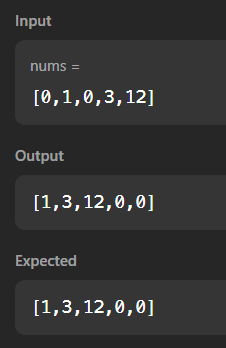 Input
nums =
[0,1,0,3,12]
Output
[1,3,12,0,0]
Expected
[1,3,12,0,0]